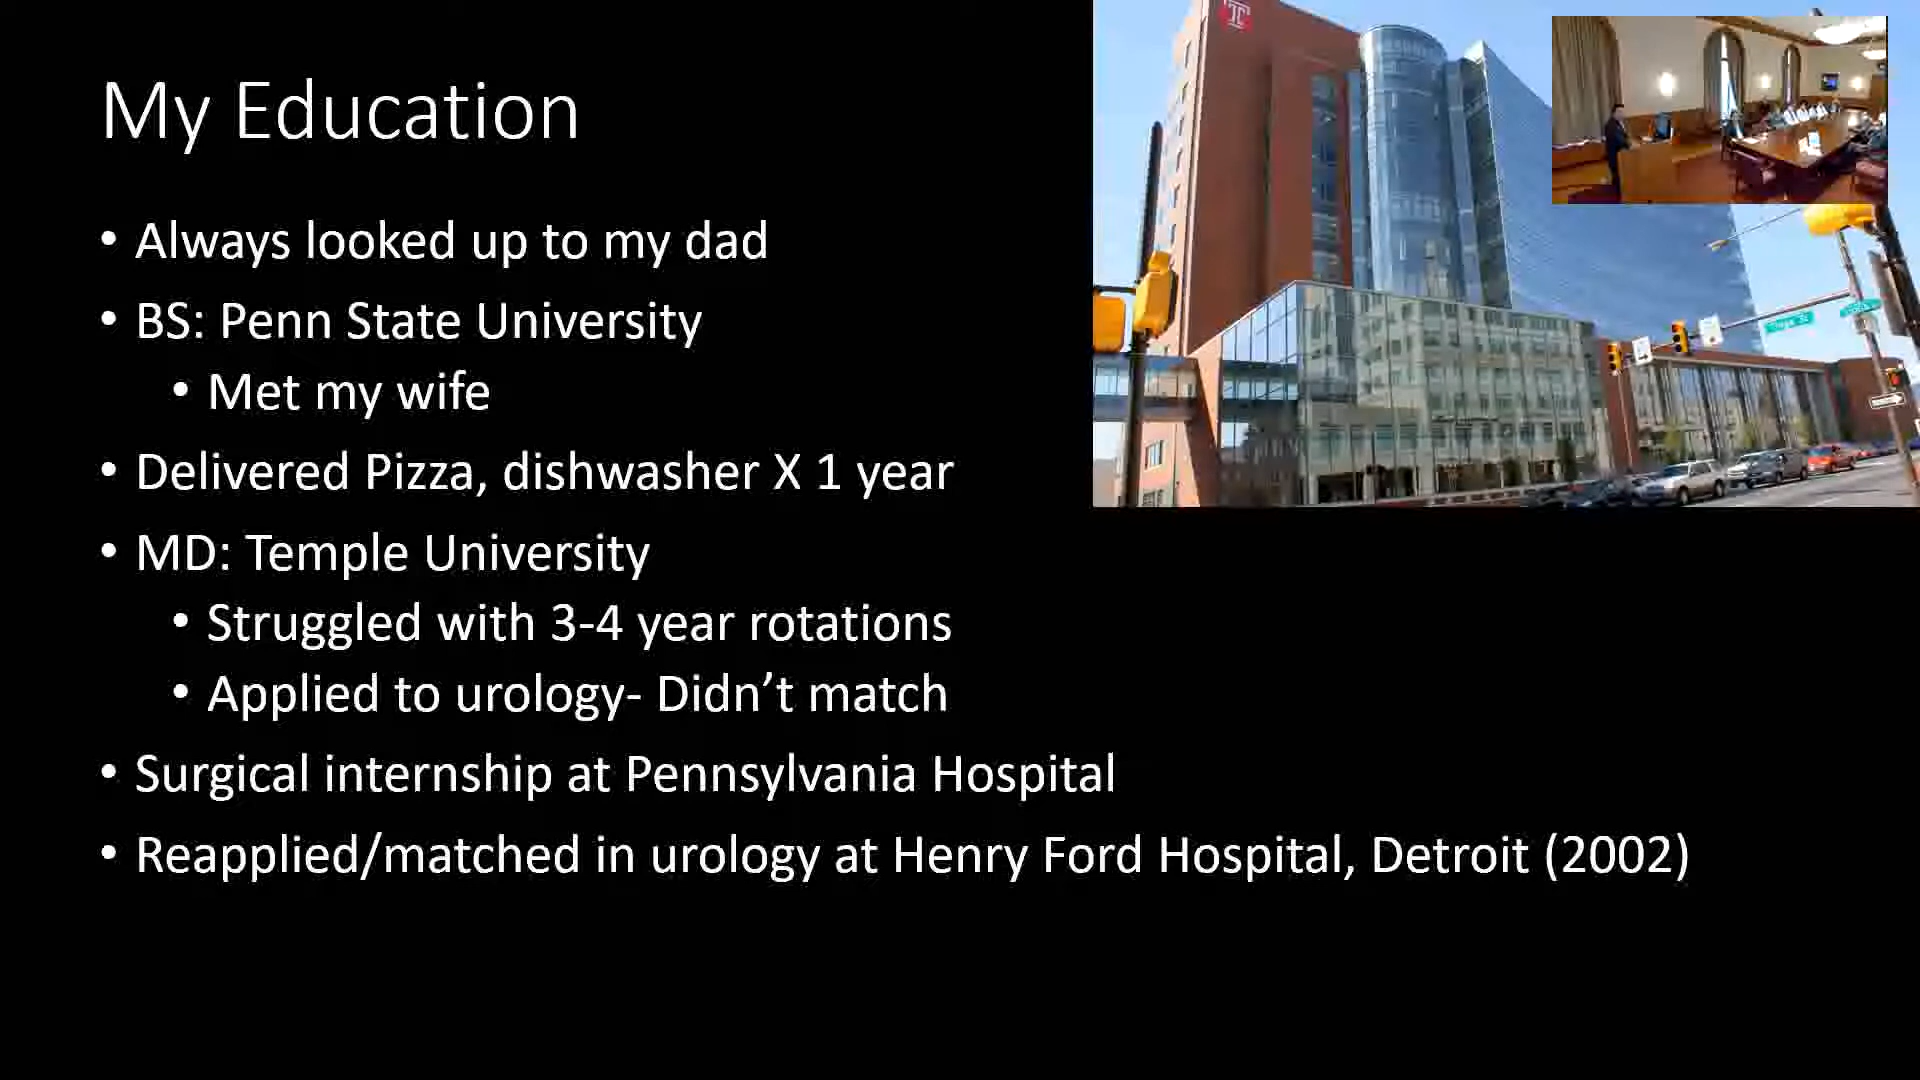 My Education
• Always looked up to my dad
• BS: Penn State University
• Met my wife
• Delivered Pizza, dishwasher X 1 year
• MD: Temple University
• Struggled with 3-4 year rotations
• Applied to urology- Didn’t match
• Surgical internship at Pennsylvania Hospital
• Reapplied/matched in urology at Henry Ford Hospital, Detroit (2002)